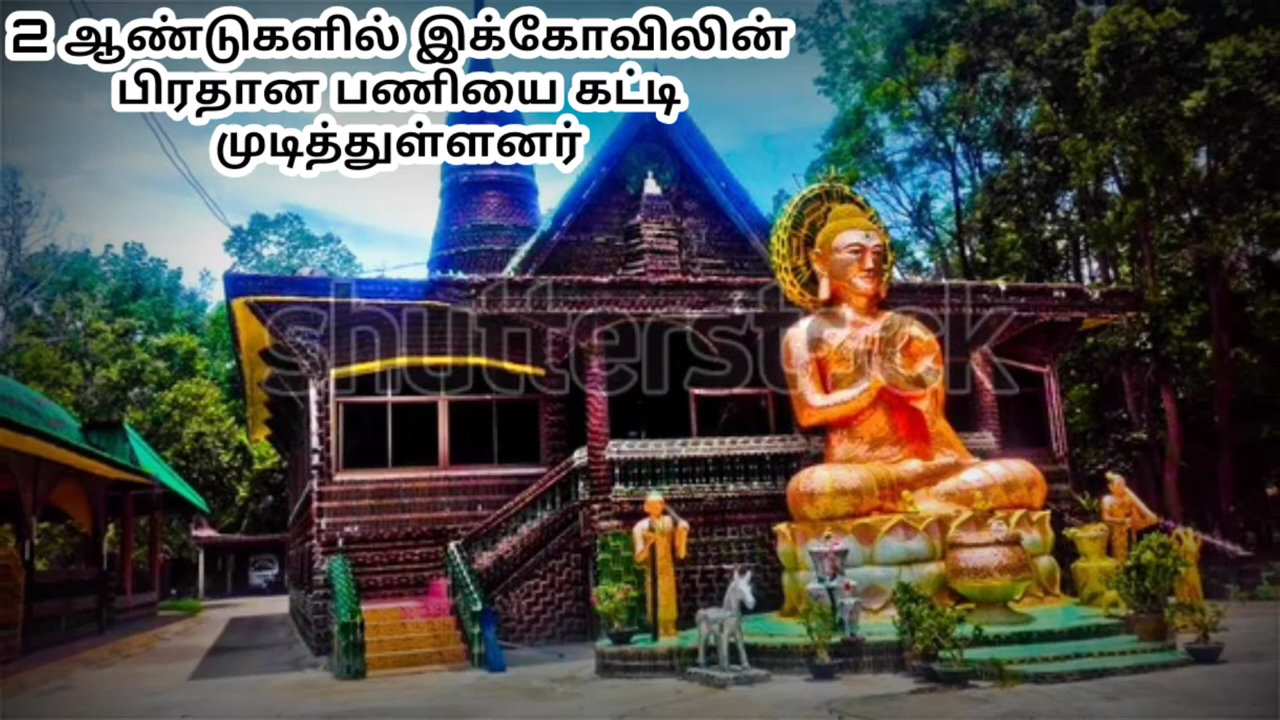 2 ஆண்டுகளில் இக்கோவிலின்
பிரதான பணியை கட்டி
முடித்துள்ளனர்
shutterstock